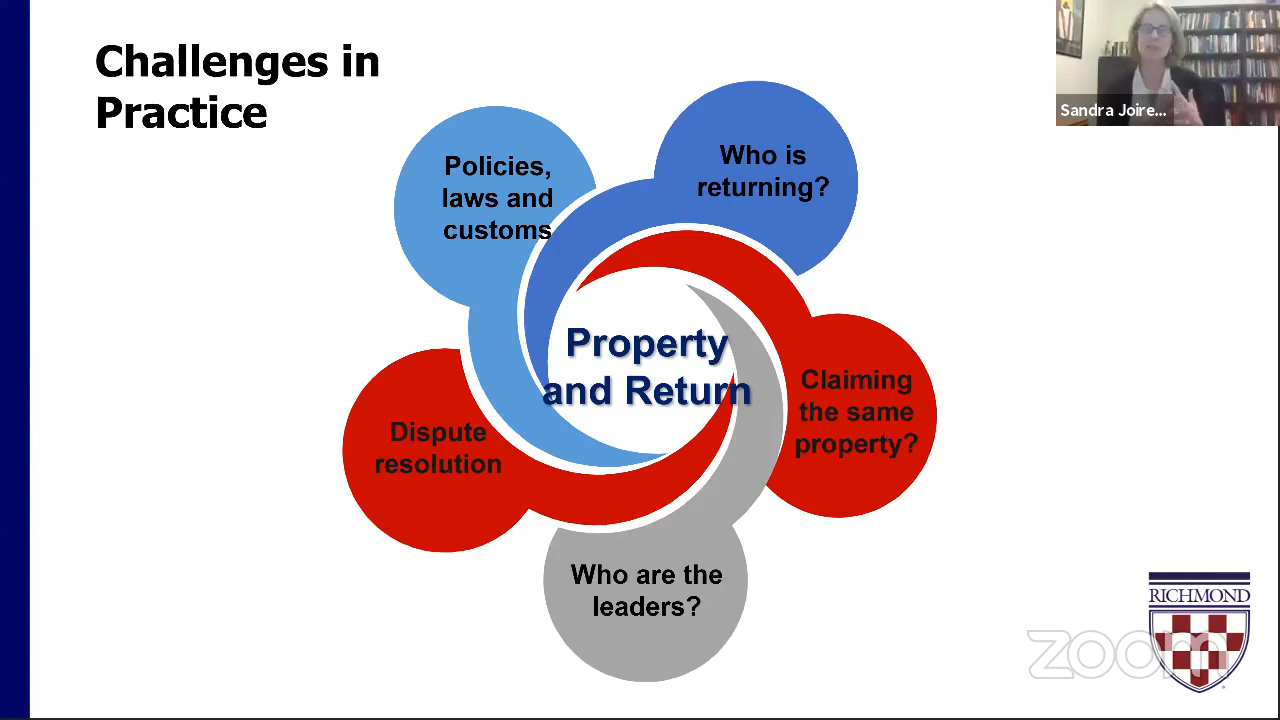 Challenges in
Practice
Sandra Joire...
Policies,
laws and
customs
Who is
returning?
Property
and Return
Claiming
the same
property?
Dispute
resolution
Who are the
leaders?
RICHMOND
zoom